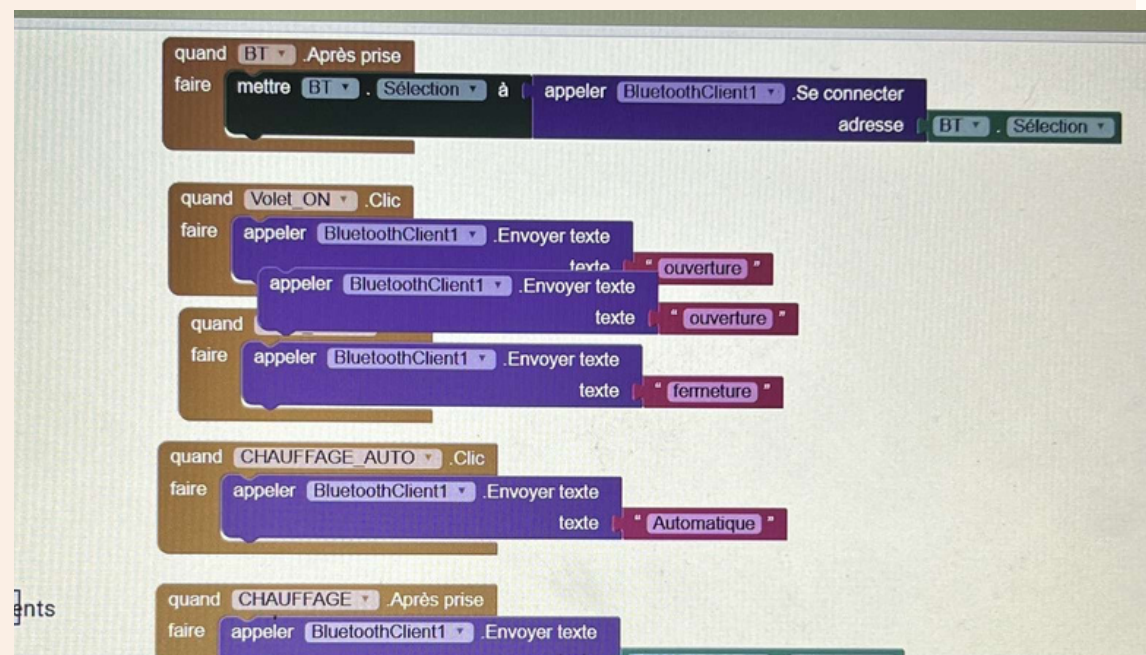 quand BT .Après prise
faire mettre BT . Sélection à appeler BluetoothClient1 .Se connecter
adresse BT . Sélection
quand Volet_ON .Clic
faire appeler BluetoothClient1 .Envoyer texte
texte " ouverture "
appeler BluetoothClient1 .Envoyer texte
texte " ouverture "
quand
faire appeler BluetoothClient1 .Envoyer texte
texte " fermeture "
quand CHAUFFAGE_AUTO .Clic
faire appeler BluetoothClient1 .Envoyer texte
texte " Automatique "
quand CHAUFFAGE .Après prise
ents
faire appeler BluetoothClient1 .Envoyer texte